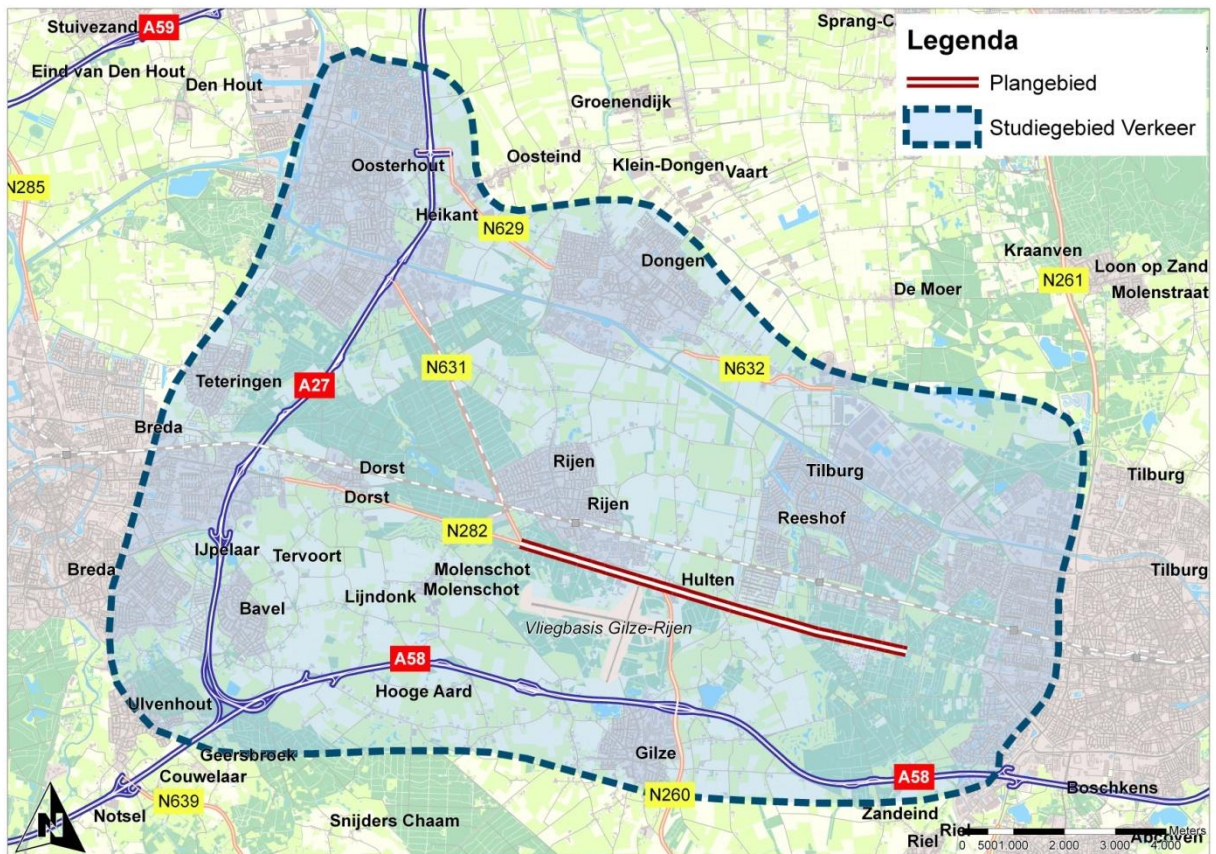 Stuivezand
A59
Sprang-C
Legenda
Plangebied
Studiegebied Verkeer
Eind van Den Hout
Den Hout
Groenendijk
Oosterhout
Oosteind
Klein-Dongen
Vaart
N285
Heikant
N629
Dongen
Kraanven
Loon op Zand
N261
De Moer
Molenstraat
N631
N632
Teteringen
A27
Breda
Dorst
Rijen
Tilburg
Tilburg
Dorst
Rijen
Reeshof
N282
IJpelaar
Tervoort
Breda
Molenschot
Hulten
Tilburg
Molenschot
Lijndonk
Bavel
Vliegbasis Gilze-Rijen
A58
Hooge Aard
Ulvenhout
Geersbroek
Gilze
Couwelaar
A58
Boschkens
N639
N260
Notsel
Zandeind
Snijders Chaam
Riel
Riel
Meters
Abcoven
0 500 1.000 2.000 3.000 4.000
N